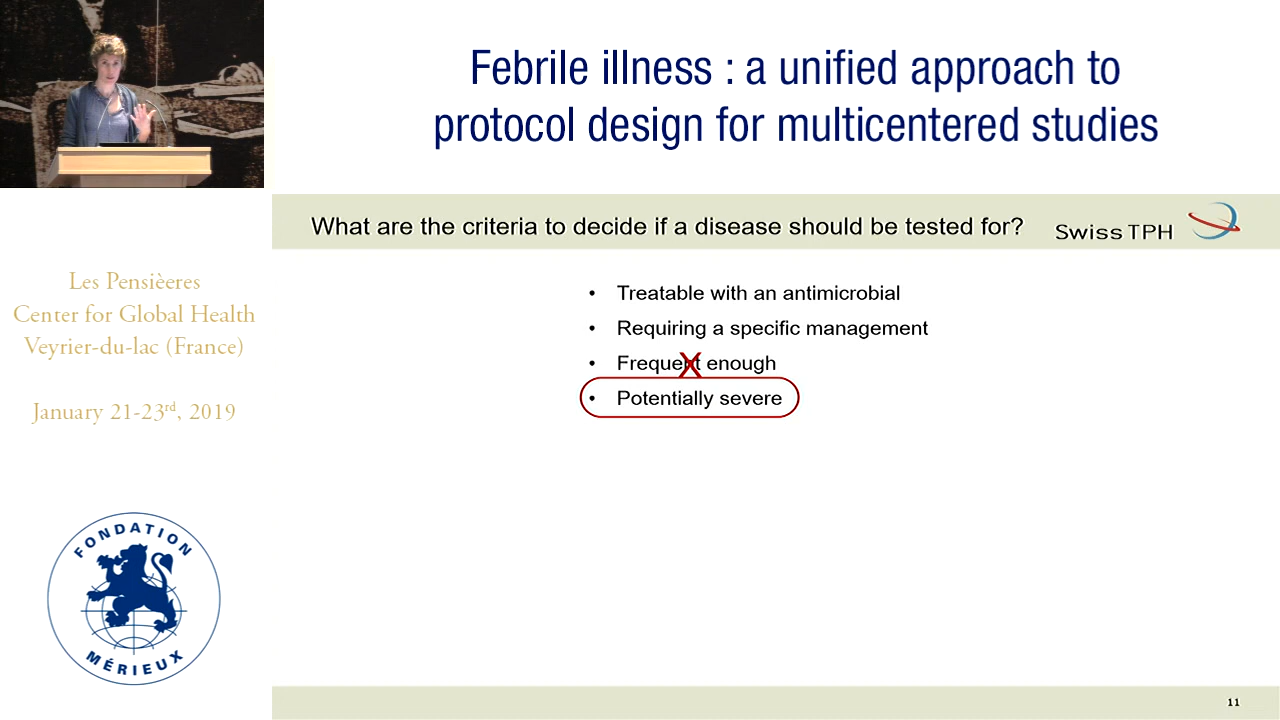 Febrile illness : a unified approach to
protocol design for multicentered studies
What are the criteria to decide if a disease should be tested for?
Swiss TPH
• Treatable with an antimicrobial
• Requiring a specific management
• Frequent enough
X
• Potentially severe
Les Pensièeres
Center for Global Health
Veyrier-du-lac (France)
January 21-23rd, 2019
FONDATION
MÉRIEUX
11